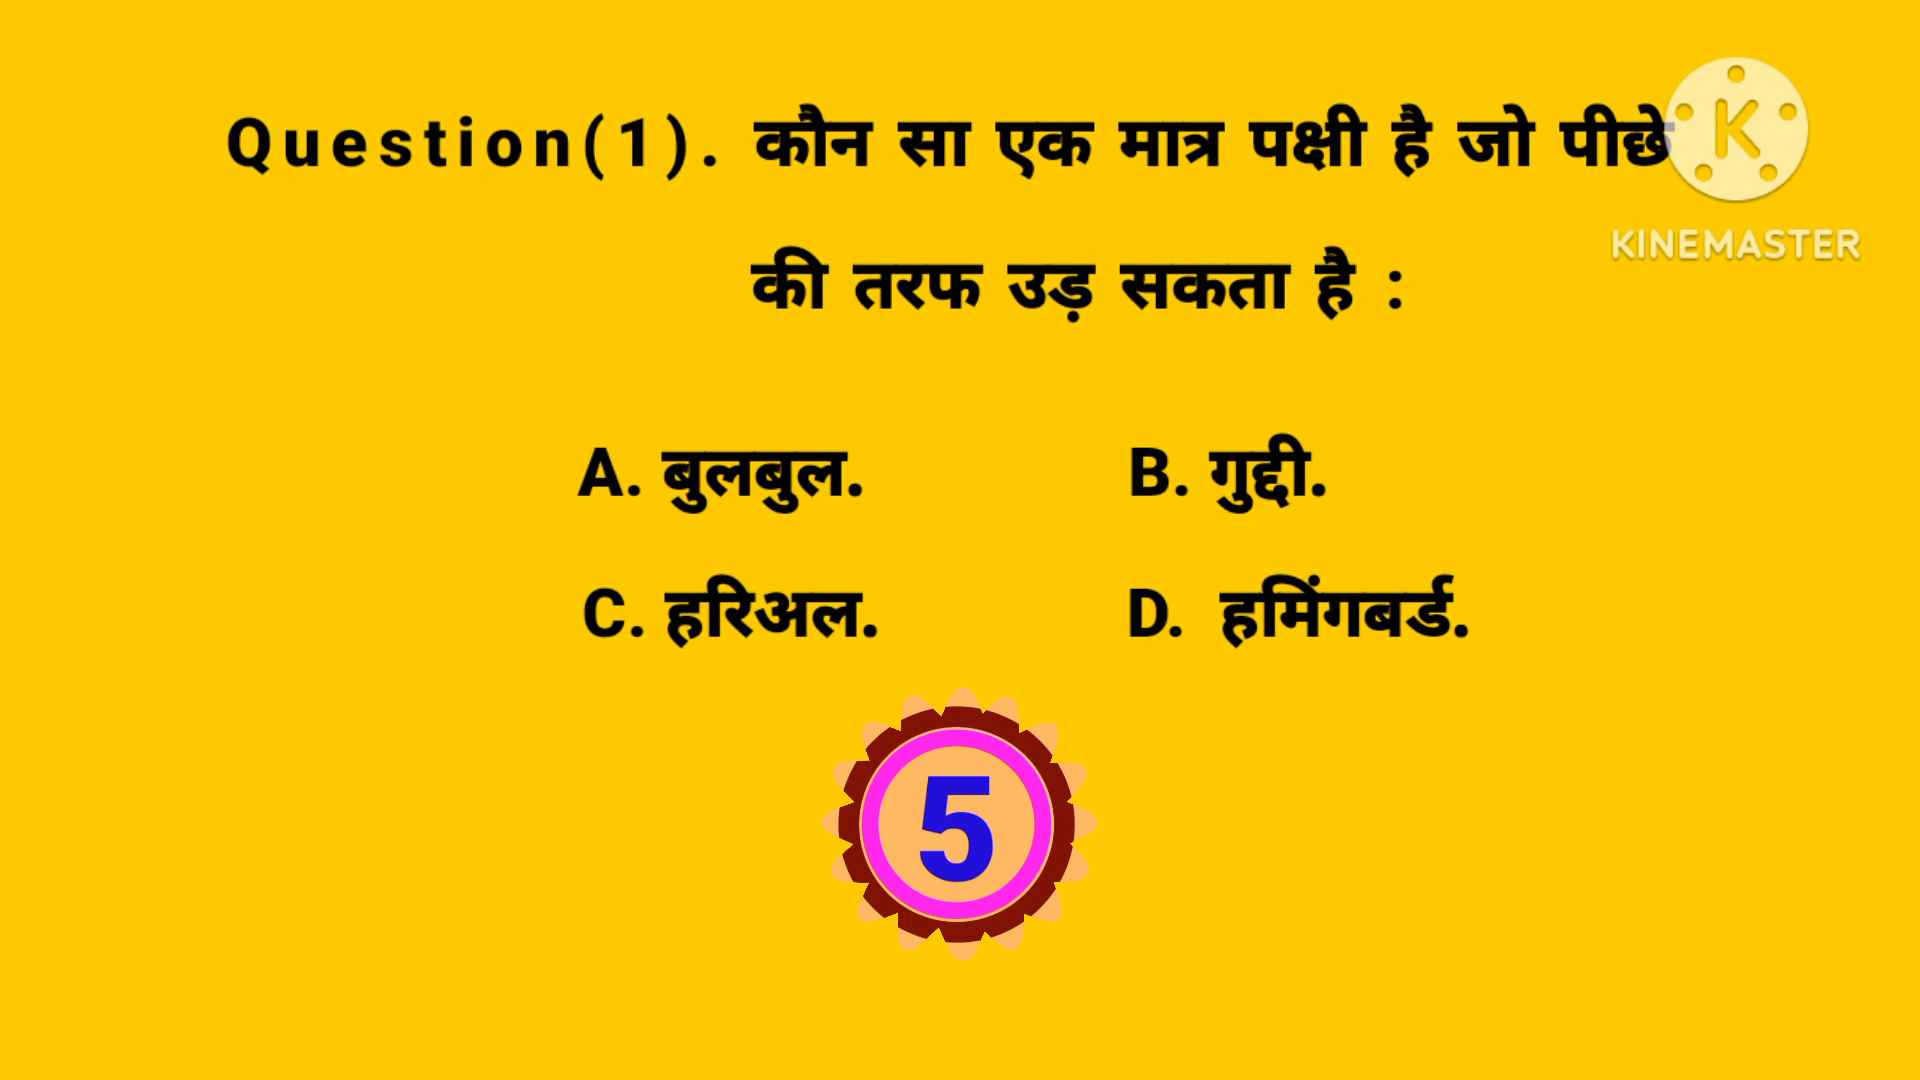 Question(1). कौन सा एक मात्र पक्षी है जो पीछे
की तरफ उड़ सकता है :
A. बुलबुल. B. गुद्दी.
C. हरिअल. D. हमिंगबर्ड.
5
K
KINEMASTER